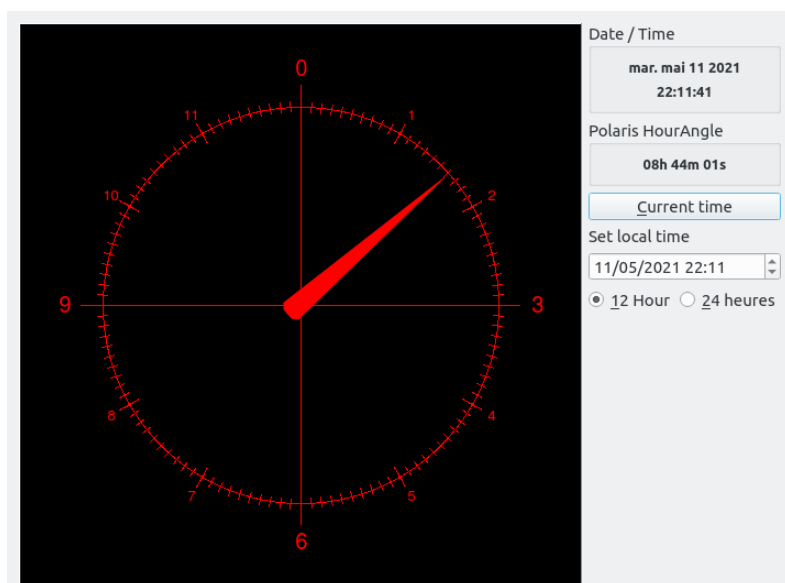 0
1
2
3
4
5
6
7
8
9
10
11
Date / Time
mar. mai 11 2021
22:11:41
Polaris HourAngle
08h 44m 01s
Current time
Set local time
11/05/2021 22:11
12 Hour 24 heures